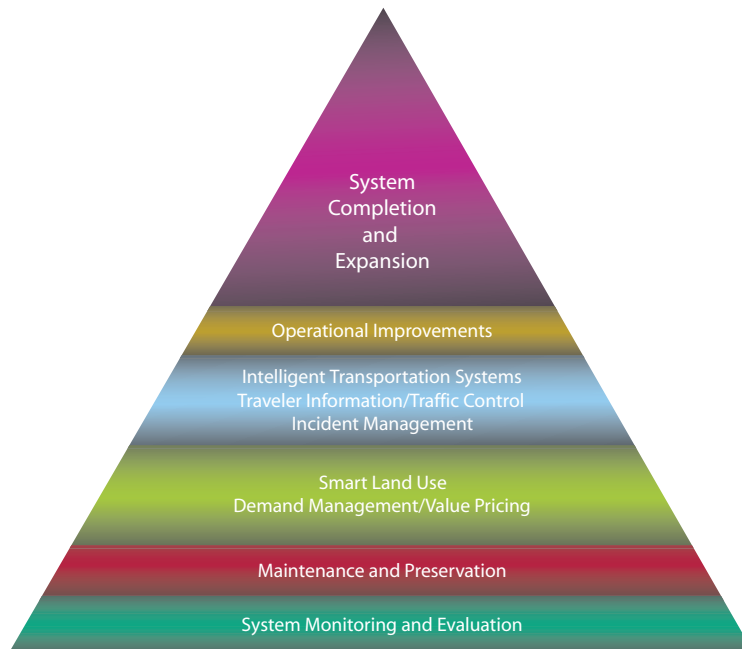 System
Completion
and
Expansion
Operational Improvements
Intelligent Transportation Systems
Traveler Information/Traffic Control
Incident Management
Smart Land Use
Demand Management/Value Pricing
Maintenance and Preservation
System Monitoring and Evaluation